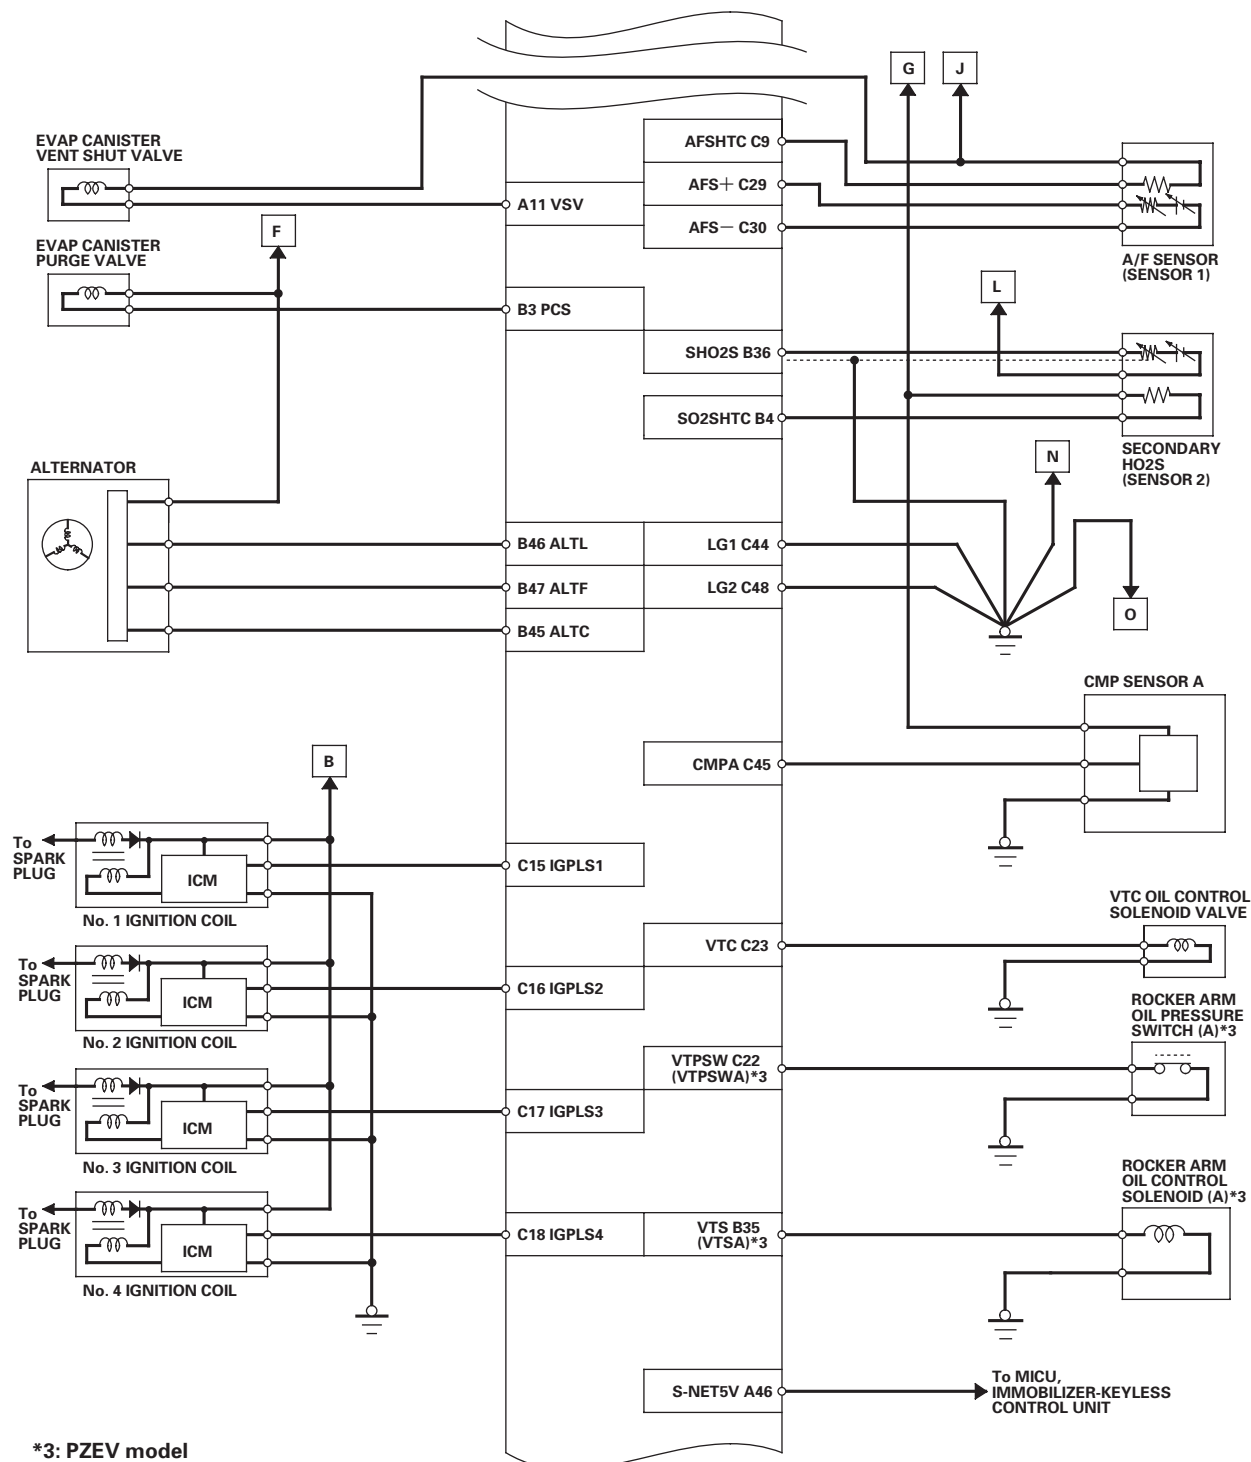 G
J
AFSHTC C9
EVAP CANISTER
VENT SHUT VALVE
AFS+ C29
A11 VSV
AFS− C30
F
EVAP CANISTER
PURGE VALVE
A/F SENSOR
(SENSOR 1)
L
B3 PCS
SHO2S B36
SO2SHTC B4
SECONDARY
HO2S
(SENSOR 2)
N
ALTERNATOR
B46 ALTL
LG1 C44
B47 ALTF
LG2 C48
O
B45 ALTC
CMP SENSOR A
B
CMPA C45
To
SPARK
PLUG
ICM
No. 1 IGNITION COIL
C15 IGPLS1
VTC OIL CONTROL
SOLENOID VALVE
VTC C23
To
SPARK
PLUG
ICM
No. 2 IGNITION COIL
C16 IGPLS2
ROCKER ARM
OIL PRESSURE
SWITCH (A)*3
VTPSW C22
(VTPSWA)*3
To
SPARK
PLUG
ICM
No. 3 IGNITION COIL
C17 IGPLS3
ROCKER ARM
OIL CONTROL
SOLENOID (A)*3
To
SPARK
PLUG
ICM
No. 4 IGNITION COIL
C18 IGPLS4
VTS B35
(VTSA)*3
S-NET5V A46
To MICU,
IMMOBILIZER-KEYLESS
CONTROL UNIT
*3: PZEV model